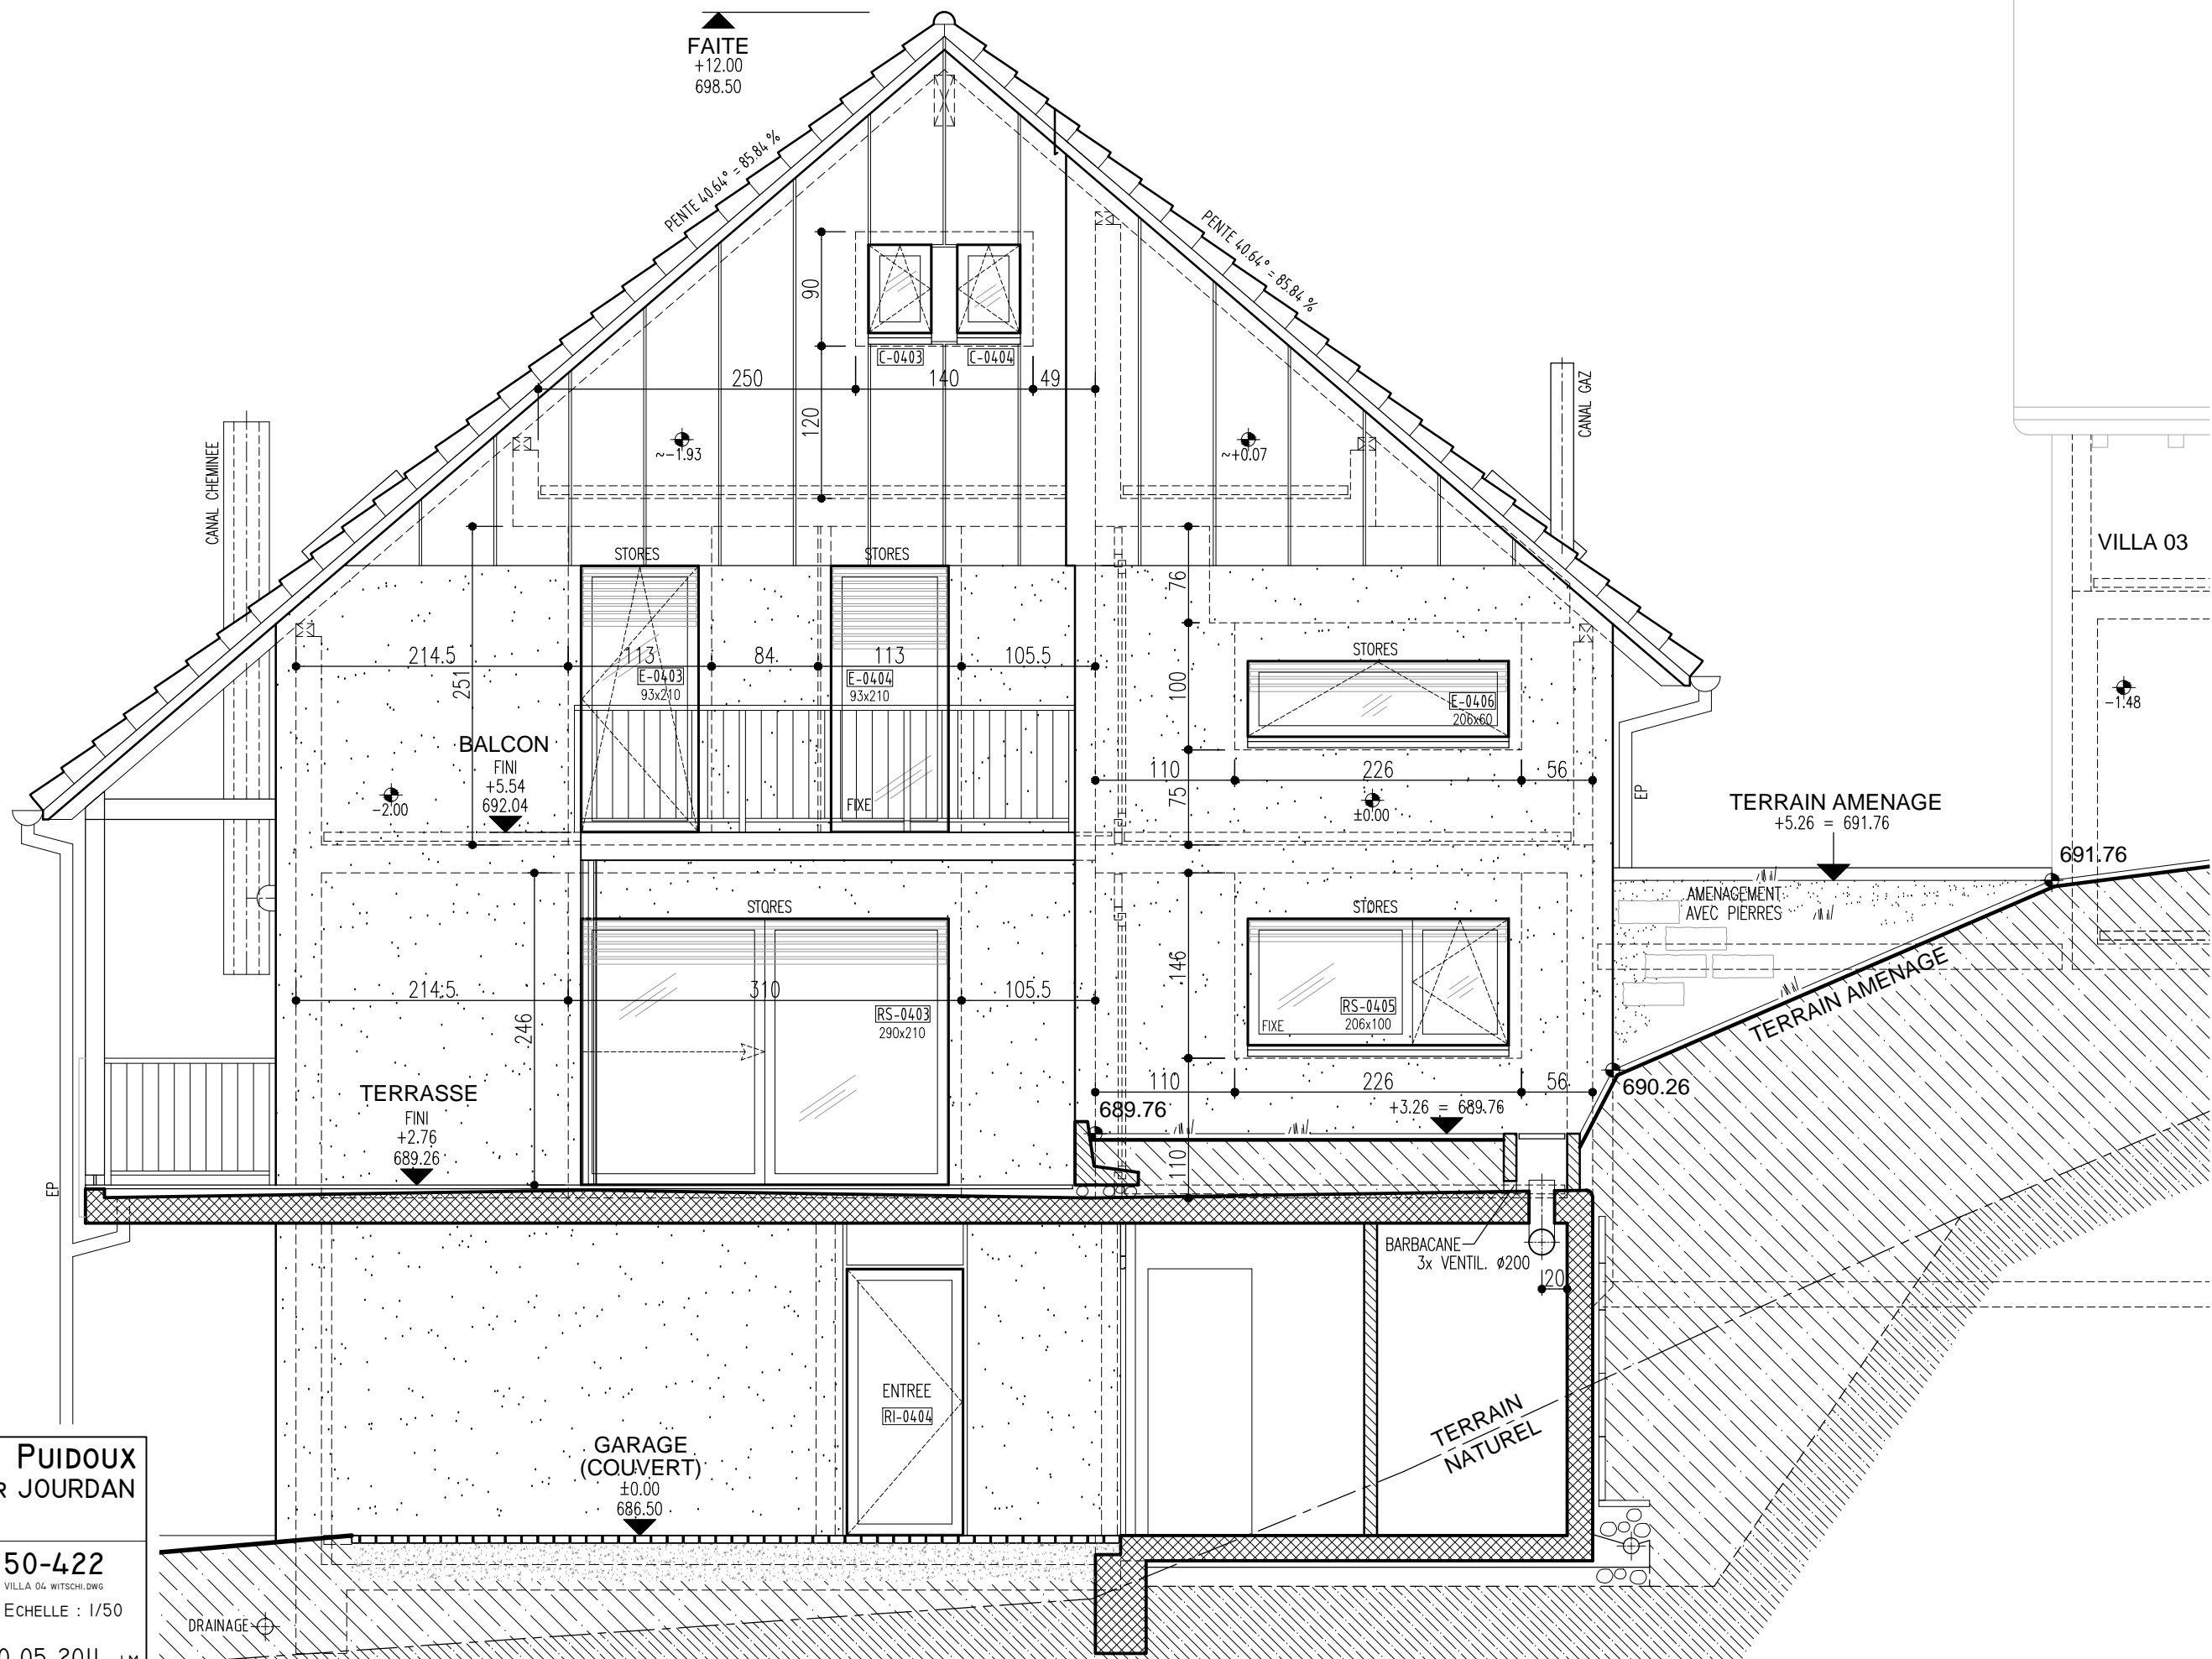 FAITE
+12.00
698.50
PENTE 40.64° = 85.84 %
PENTE 40.64° = 85.84 %
90
C-0403
C-0404
250
140
49
120
CANAL CHEMINEE
CANAL GAZ
~-1.93
~+0.07
VILLA 03
STORES
STORES
76
STORES
214.5
113
84
113
105.5
251
E-0403
93x210
E-0404
93x210
100
E-0406
206x60
-1.48
BALCON
FINI
+5.54
692.04
-2.00
FIXE
110
226
56
75
±0.00
EP
TERRAIN AMENAGE
+5.26 = 691.76
691.76
AMENAGEMENT
AVEC PIERRES
STORES
STORES
146
214.5
310
105.5
246
RS-0403
290x210
RS-0405
206x100
FIXE
TERRAIN AMENAGE
TERRASSE
FINI
+2.76
689.26
110
226
56
690.26
689.76
+3.26 = 689.76
110
EP
BARBACANE
3x VENTIL. ø200
20
ENTREE
RI-0404
GARAGE
(COUVERT)
±0.00
686.50
TERRAIN
NATUREL
PUIDOUX
R JOURDAN
50-422
VILLA 04 WITSCHI.DWG
ECHELLE : 1/50
DRAINAGE
05.2011